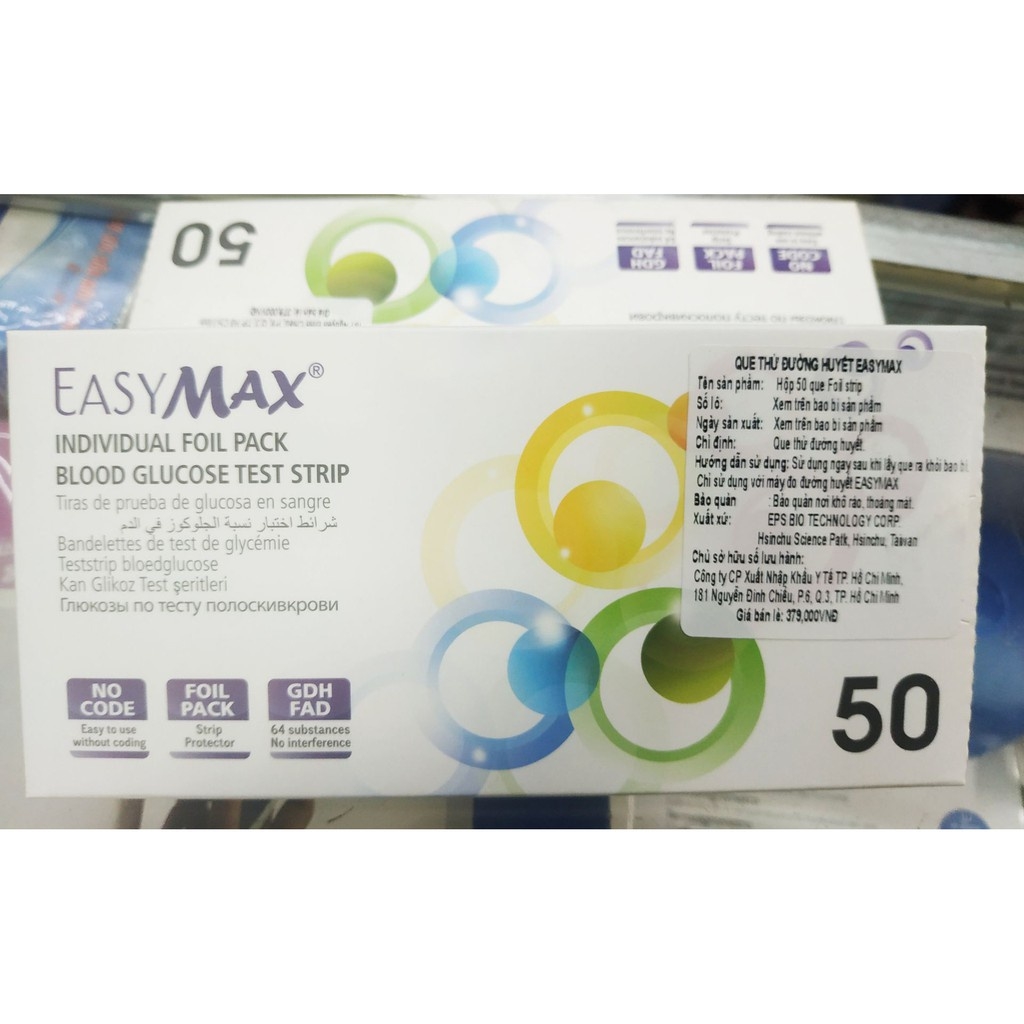 50
GDH
FAD
FOIL
PACK
NO
CODE
EASYMAX®
INDIVIDUAL FOIL PACK
BLOOD GLUCOSE TEST STRIP
Tiras de prueba de glucosa en sangre
شرائط اختبار نسبة الجلوكوز في الدم
Bandelettes de test de glycémie
Teststrip bloedglucose
Kan Glikoz Test şeritleri
Глюкозы по тесту полоскивкрови
NO
CODE
Easy to use
without coding
FOIL
PACK
Strip
Protector
GDH
FAD
64 substances
No interference
QUE THỬ ĐƯỜNG HUYẾT EASYMAX
Tên sản phẩm: Hộp 50 que Foil strip
Số lô: Xem trên bao bì sản phẩm
Ngày sản xuất: Xem trên bao bì sản phẩm
Chỉ định: Que thử đường huyết.
Hướng dẫn sử dụng: Sử dụng ngay sau khi lấy que ra khỏi bao bì.
Chỉ sử dụng với máy đo đường huyết EASYMAX
Bảo quản : Bảo quản nơi khô ráo, thoáng mát.
Xuất xứ: EPS BIO TECHNOLOGY CORP.
Hsinchu Science Park, Hsinchu, Taiwan
Chủ sở hữu số lưu hành:
Công ty CP Xuất Nhập Khẩu Y Tế TP. Hồ Chí Minh.
181 Nguyễn Đình Chiểu, P.6, Q.3, TP. Hồ Chí Minh
Giá bán lẻ: 379,000VNĐ
50